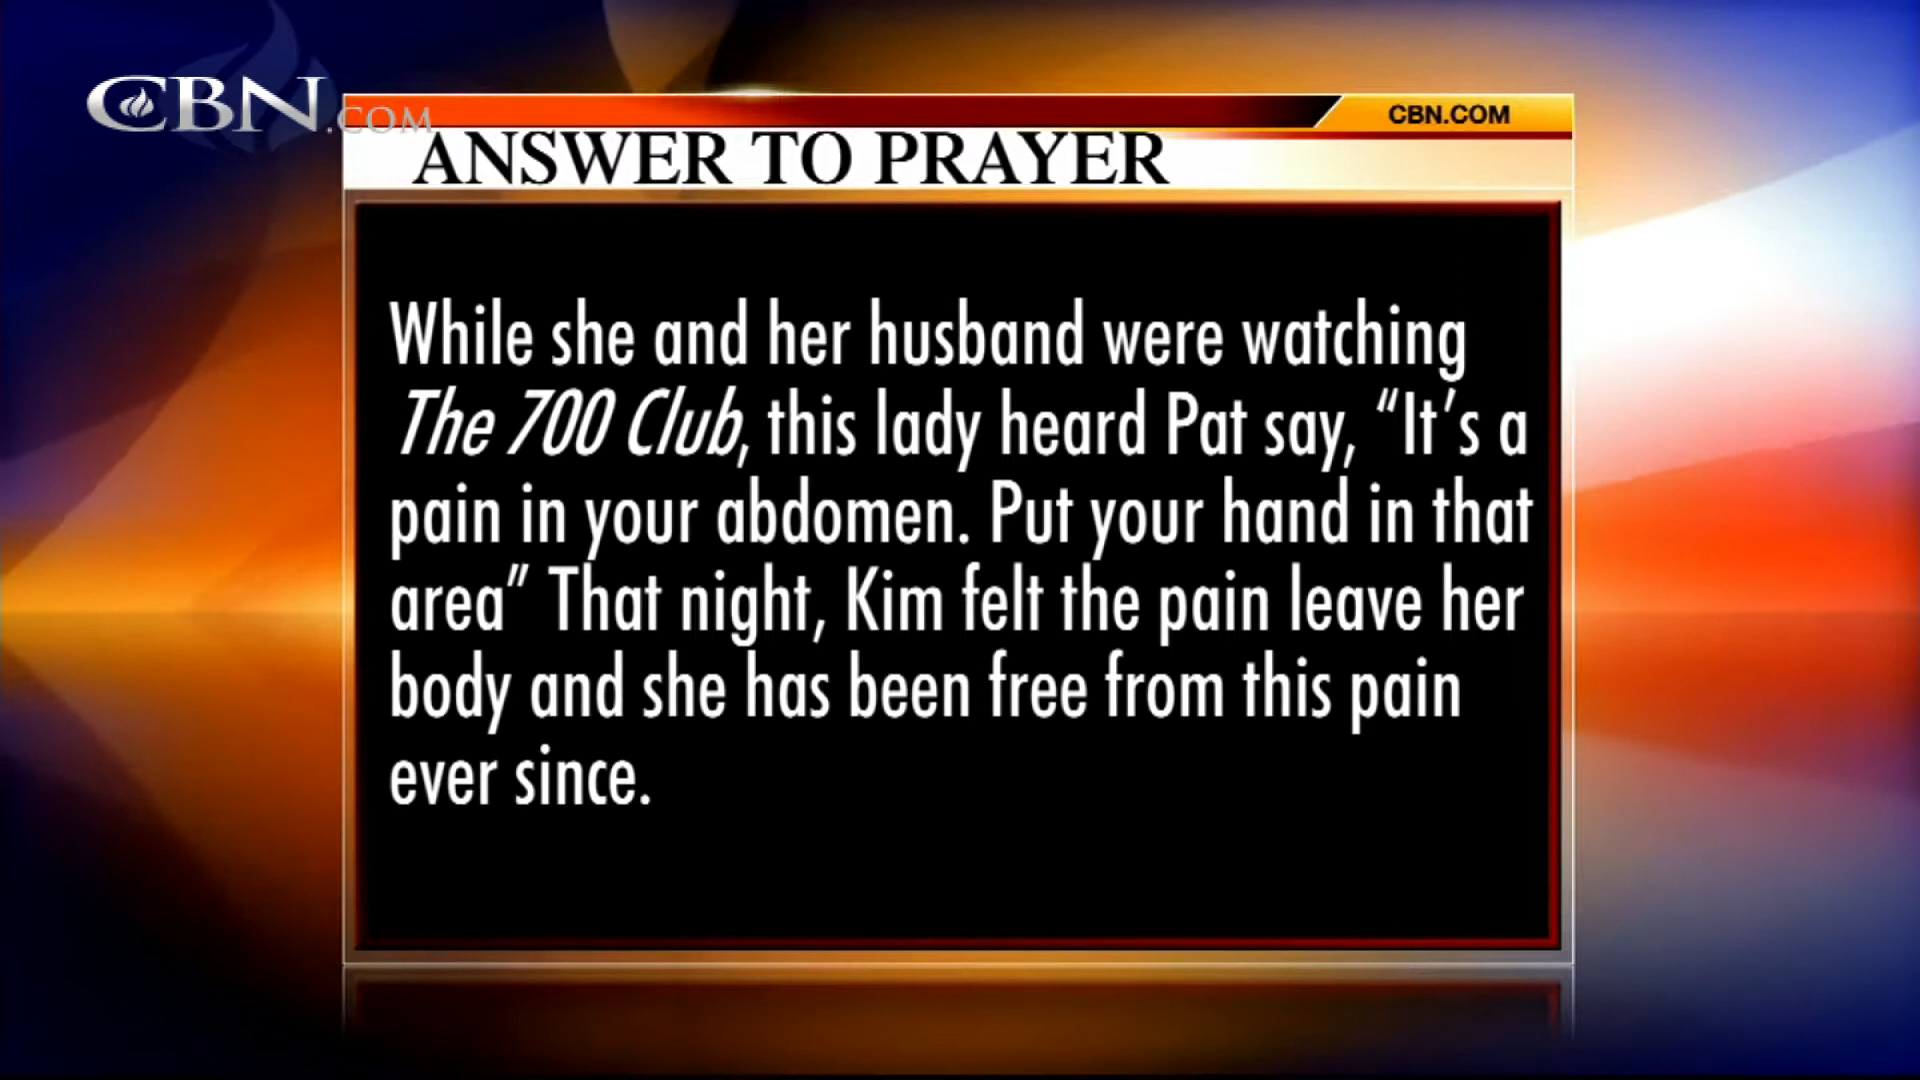 CBN.COM
CBN.COM
ANSWER TO PRAYER
While she and her husband were watching
The 700 Club, this lady heard Pat say, “It’s a
pain in your abdomen. Put your hand in that
area” That night, Kim felt the pain leave her
body and she has been free from this pain
ever since.